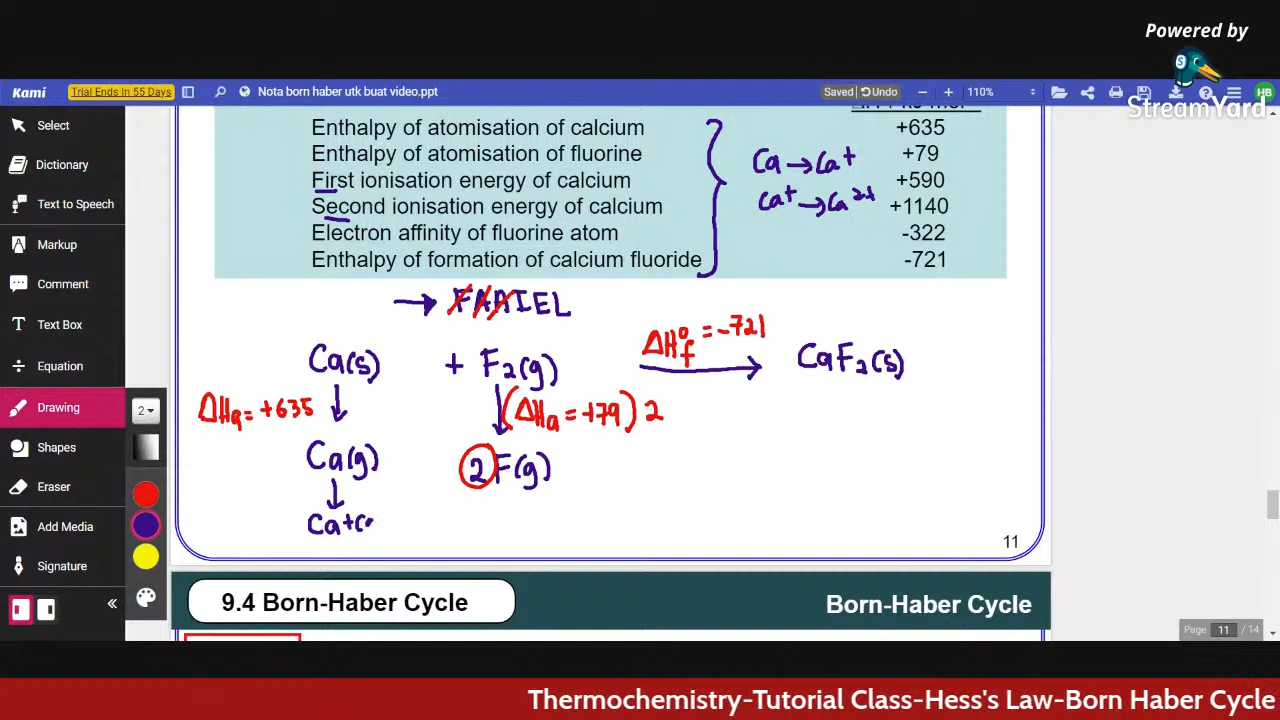 Powered by
StreamYard
Kami Trial Ends In 55 Days Nota born haber utk buat video.ppt Saved Undo 110% HB
Select
Dictionary
Text to Speech
Markup
Comment
Text Box
Equation
Drawing
2
Shapes
Eraser
Add Media
Signature
Enthalpy of atomisation of calcium +635
Enthalpy of atomisation of fluorine +79
First ionisation energy of calcium +590
Second ionisation energy of calcium +1140
Electron affinity of fluorine atom -322
Enthalpy of formation of calcium fluoride -721
Ca → Ca+
Ca+ → Ca2+
→ FAAIEL
Ca(s) + F2(g) ΔH°f = -721 CaF2(s)
ΔHa = +635 (ΔHa = +79) 2
Ca(g) 2F(g)
Ca+(
11
9.4 Born-Haber Cycle Born-Haber Cycle
Page 11 / 14
Thermochemistry-Tutorial Class-Hess's Law-Born Haber Cycle